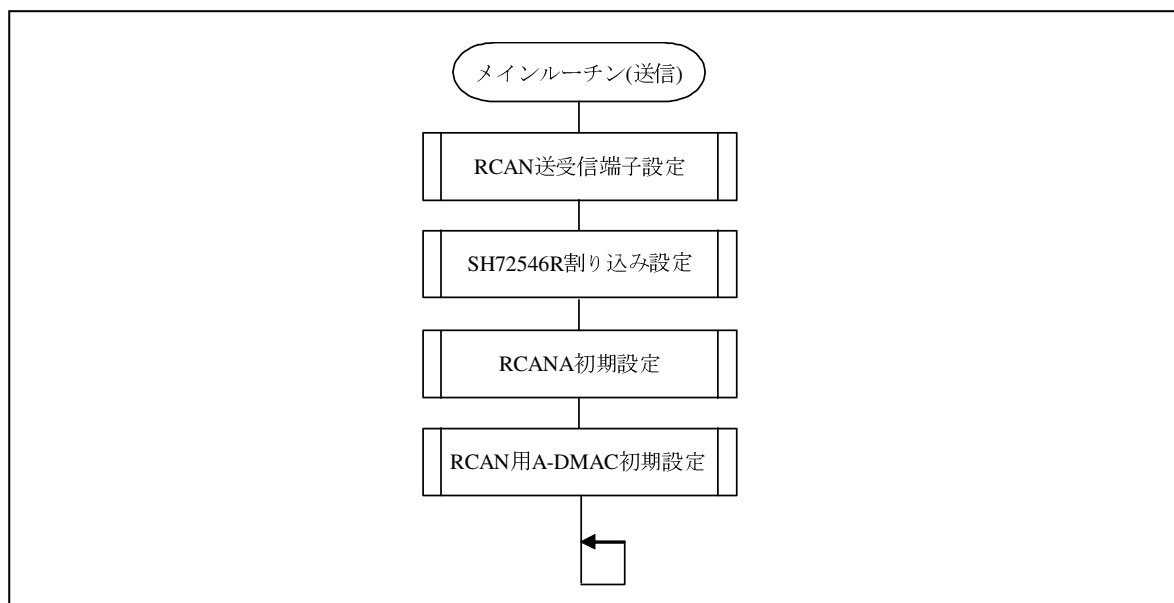 メインルーチン(送信)
RCAN送受信端子設定
SH72546R割り込み設定
RCANA初期設定
RCAN用A-DMAC初期設定